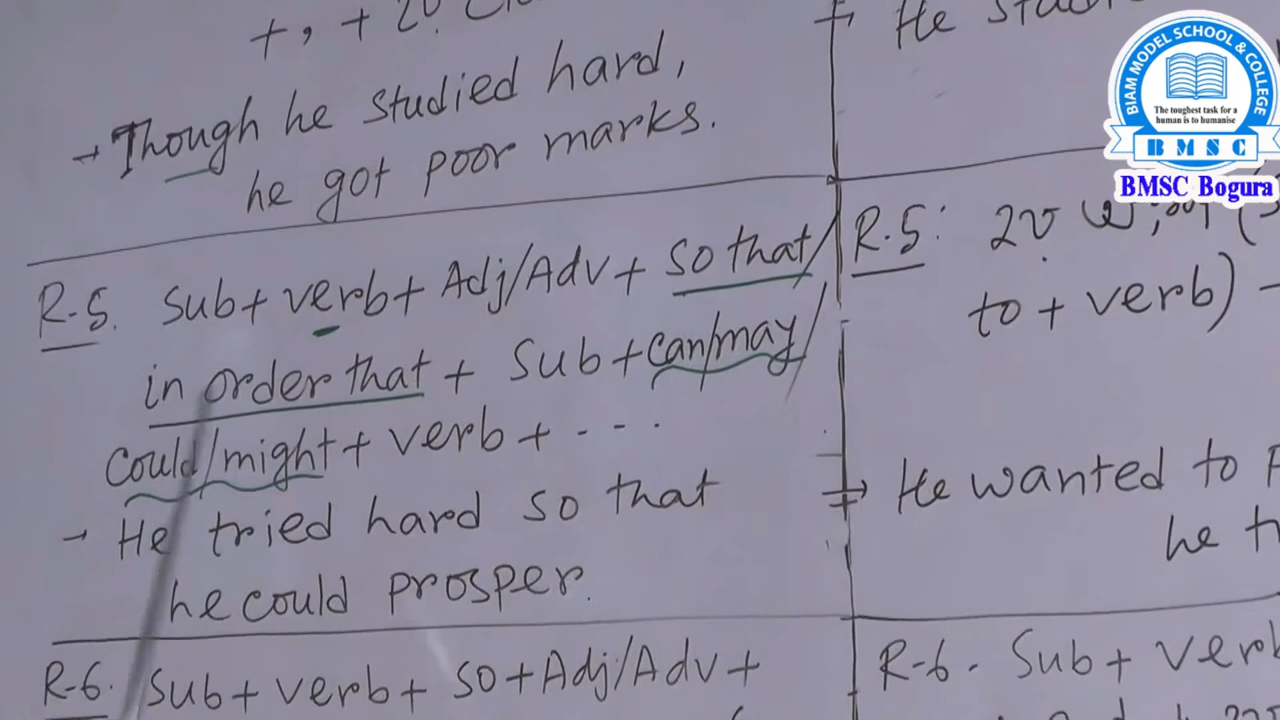 +, + 20
Though he studied hard,
he got poor marks.
R-5. Sub + verb + Adj/Adv + so that/
in order that + Sub + can/may/
could/might + verb + ...
- He tried hard so that
he could prosper.
R-6. Sub + verb + so + Adj/Adv +
He
R.5:
to + verb)
He wanted to
he
R-6. Sub + verb
BIAM MODEL SCHOOL & COLLEGE
The toughest task for a
human is to humanise
BMSC
BMSC Bogura